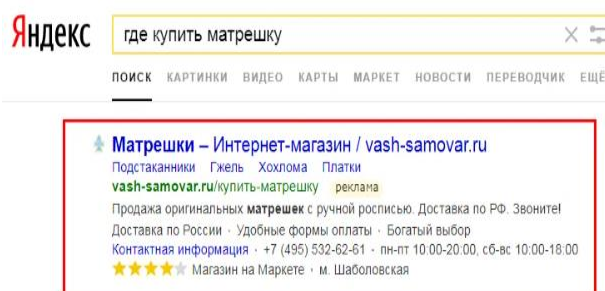 Яндекс
где купить матрешку
ПОИСК КАРТИНКИ ВИДЕО КАРТЫ МАРКЕТ НОВОСТИ ПЕРЕВОДЧИК ЕЩЁ
Матрешки – Интернет-магазин / vash-samovar.ru
Подстаканники Гжель Хохлома Платки
vash-samovar.ru/купить-матрешку реклама
Продажа оригинальных матрешек с ручной росписью. Доставка по РФ. Звоните!
Доставка по России · Удобные формы оплаты · Богатый выбор
Контактная информация · +7 (495) 532-62-61 · пн-пт 10:00-20:00, сб-вс 10:00-18:00
Магазин на Маркете · м. Шаболовская